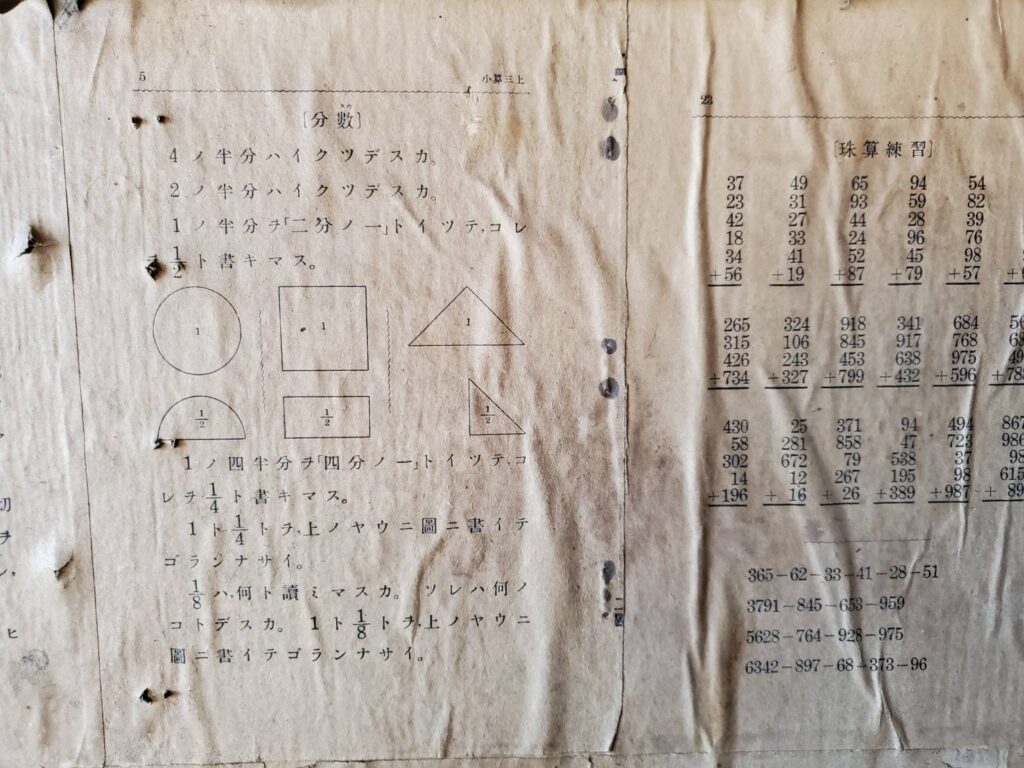 5
小算三上
スウ
[分數]
4ノ半分ハイクツデスカ。
2ノ半分ハイクツデスカ。
1ノ半分ヲ「二分ノ一」トイツテ、コレ
ヲ 1/2 ト書キマス。
1 1 1
1/2 1/2 1/2
1ノ四半分ヲ「四分ノ一」トイツテ、コ
レヲ 1/4 ト書キマス。
1ト 1/4 トヲ、上ノヤウニ圖ニ書イテ
ゴランナサイ。
1/8 ハ、何ト讀ミマスカ。ソレハ何ノ
コトデスカ。1ト 1/8 トヲ、上ノヤウニ
圖ニ書イテゴランナサイ。
23
[珠算練習]
37 49 65 94 54
23 31 93 59 82
42 27 44 28 39
18 33 24 96 76
34 41 52 45 98
+56 +19 +87 +79 +57
265 324 918 341 684
315 106 845 917 768
426 243 453 638 975
+734 +327 +799 +432 +596
430 25 371 94 494 867
58 281 858 47 723 986
302 672 79 538 37 98
14 12 267 195 98 615
+196 +16 +26 +389 +987 +89
365-62-33-41-28-51
3791-845-653-959
5628-764-928-975
6342-897-68-373-96
切
ヲ
ヒ